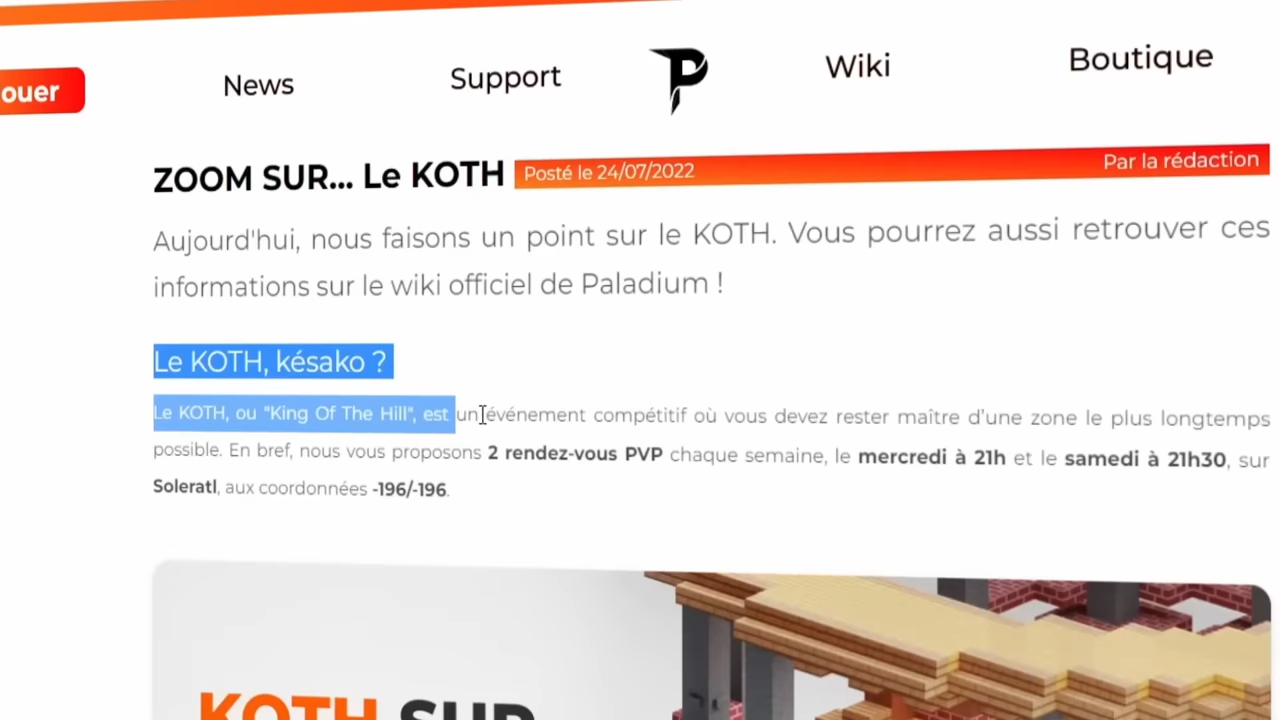 ouer
News
Support
Wiki
Boutique
ZOOM SUR... Le KOTH
Posté le 24/07/2022
Par la rédaction
Aujourd'hui, nous faisons un point sur le KOTH. Vous pourrez aussi retrouver ces
informations sur le wiki officiel de Paladium !
Le KOTH, késako ?
Le KOTH, ou "King Of The Hill", est un événement compétitif où vous devez rester maître d'une zone le plus longtemps
possible. En bref, nous vous proposons 2 rendez-vous PVP chaque semaine, le mercredi à 21h et le samedi à 21h30, sur
Soleratl, aux coordonnées -196/-196.
KOTH SUR